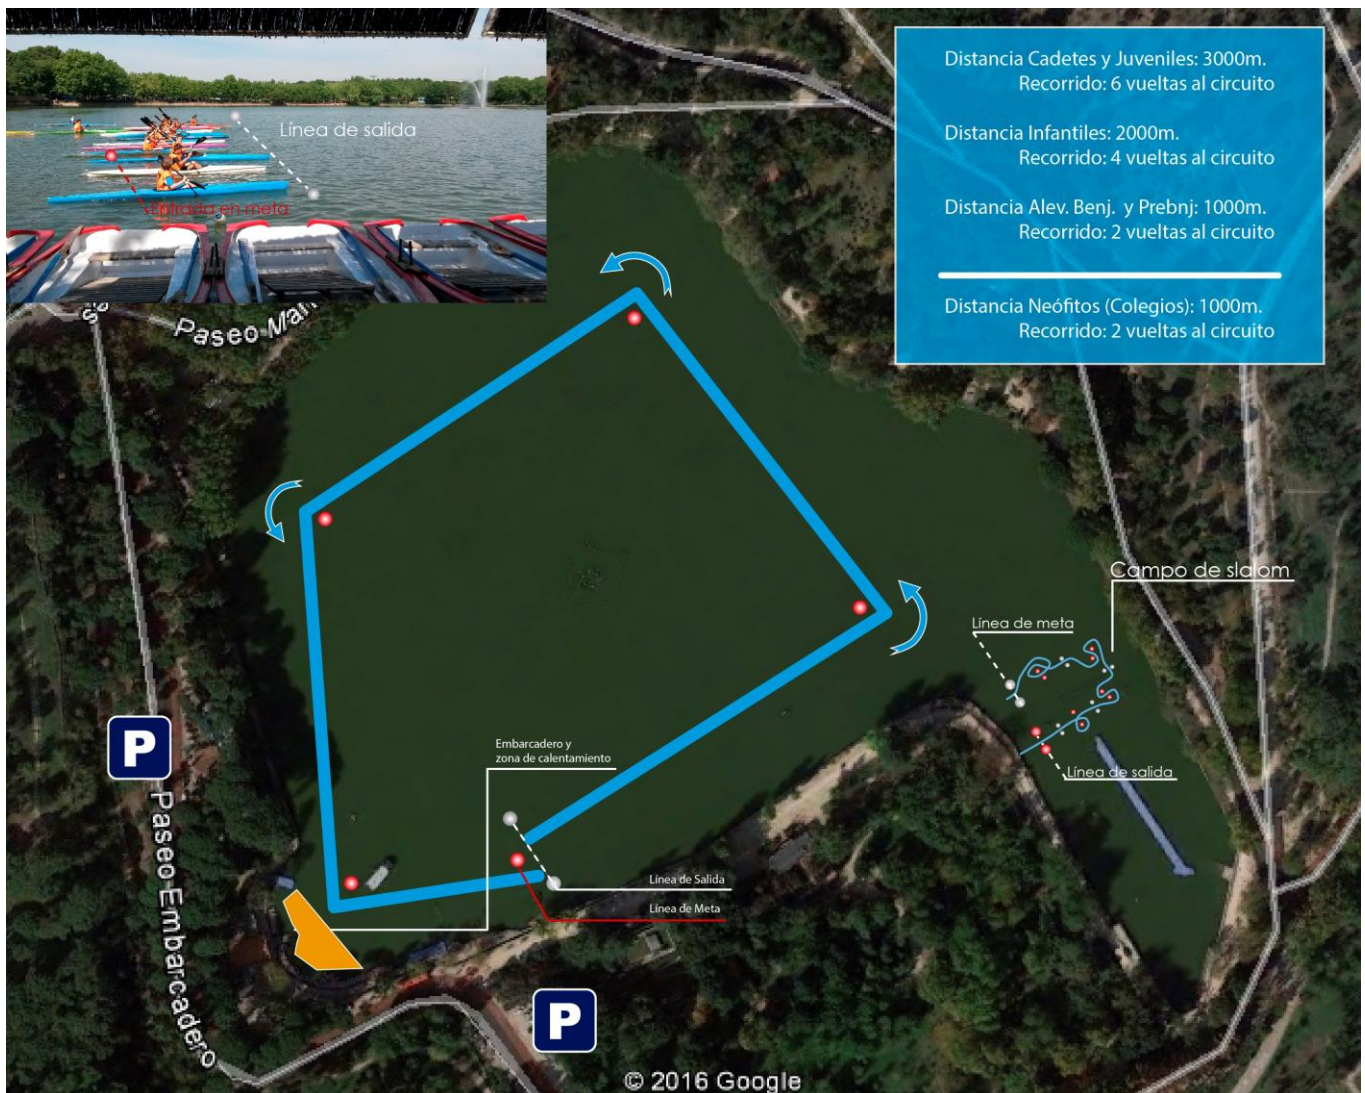 Línea de salida
Entrada en meta
Distancia Cadetes y Juveniles: 3000m.
Recorrido: 6 vueltas al circuito
Distancia Infantiles: 2000m.
Recorrido: 4 vueltas al circuito
Distancia Alev. Benj. y Prebnj: 1000m.
Recorrido: 2 vueltas al circuito
Distancia Neófitos (Colegios): 1000m.
Recorrido: 2 vueltas al circuito
Paseo
Campo de slalom
Línea de meta
Línea de salida
P
Embarcadero y
zona de calentamiento
Paseo Embarcadero
Línea de Salida
Línea de Meta
P
© 2016 Google